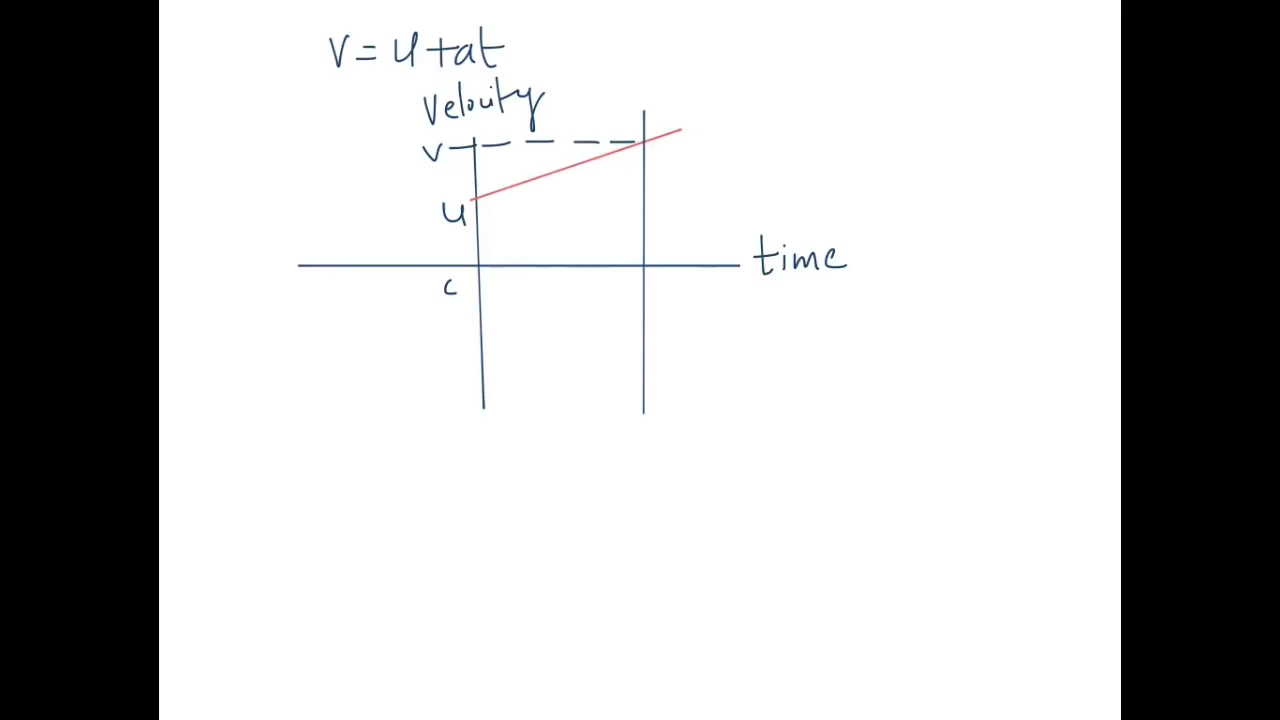 v = u + at
Velocity
v
u
time
c